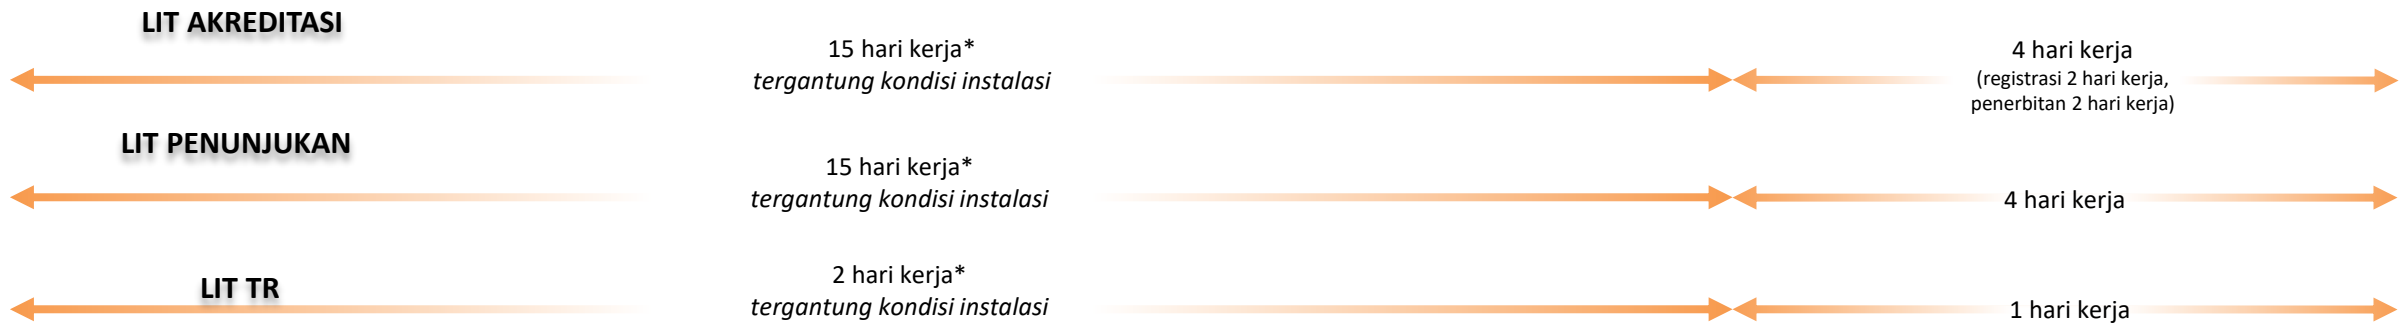 LIT AKREDITASI
15 hari kerja*
tergantung kondisi instalasi
4 hari kerja
(registrasi 2 hari kerja,
penerbitan 2 hari kerja)
LIT PENUNJUKAN
15 hari kerja*
tergantung kondisi instalasi
4 hari kerja
LIT TR
2 hari kerja*
tergantung kondisi instalasi
1 hari kerja